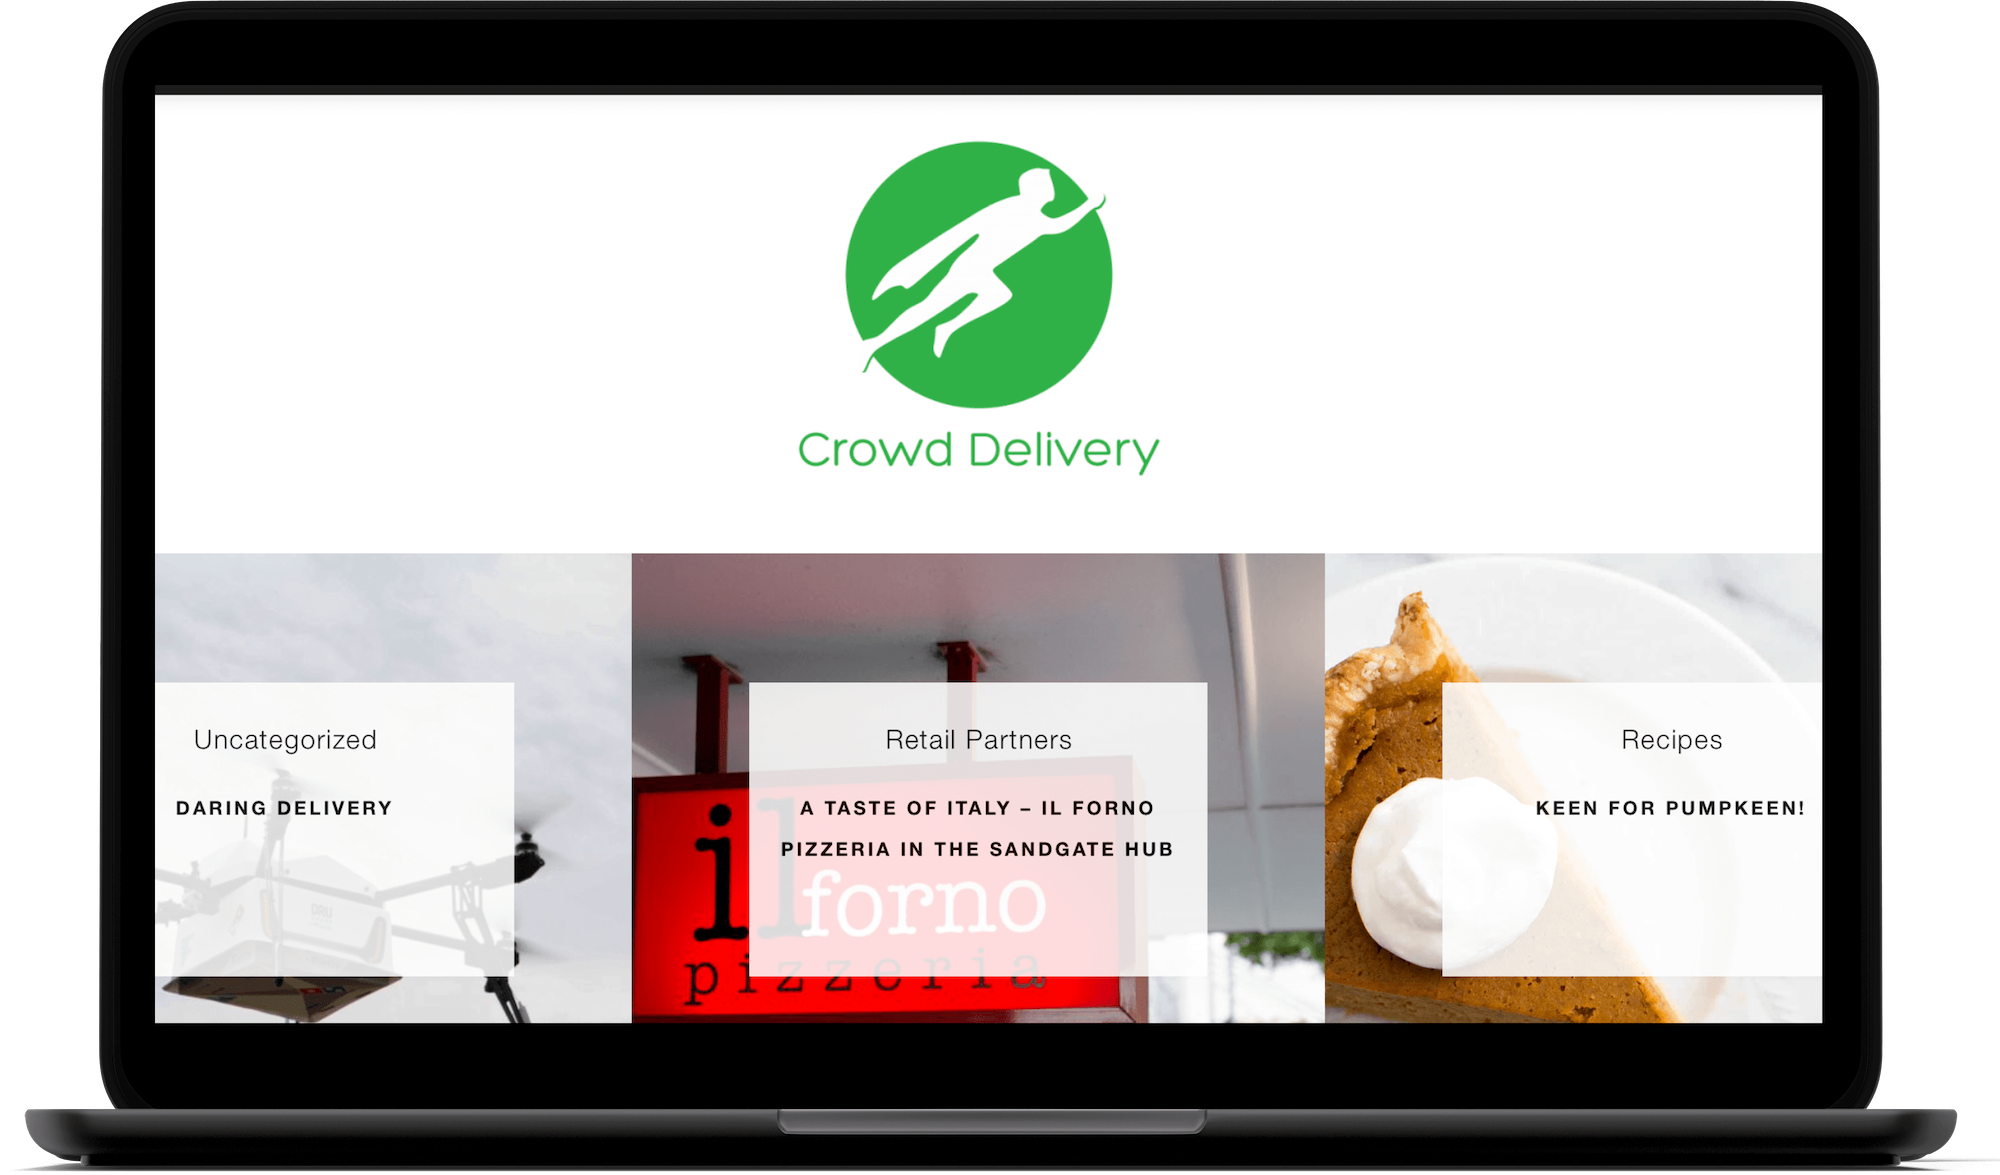 Crowd Delivery
Uncategorized
DARING DELIVERY
Retail Partners
A TASTE OF ITALY – IL FORNO
PIZZERIA IN THE SANDGATE HUB
il forno
pizzeria
Recipes
KEEN FOR PUMPKEEN!